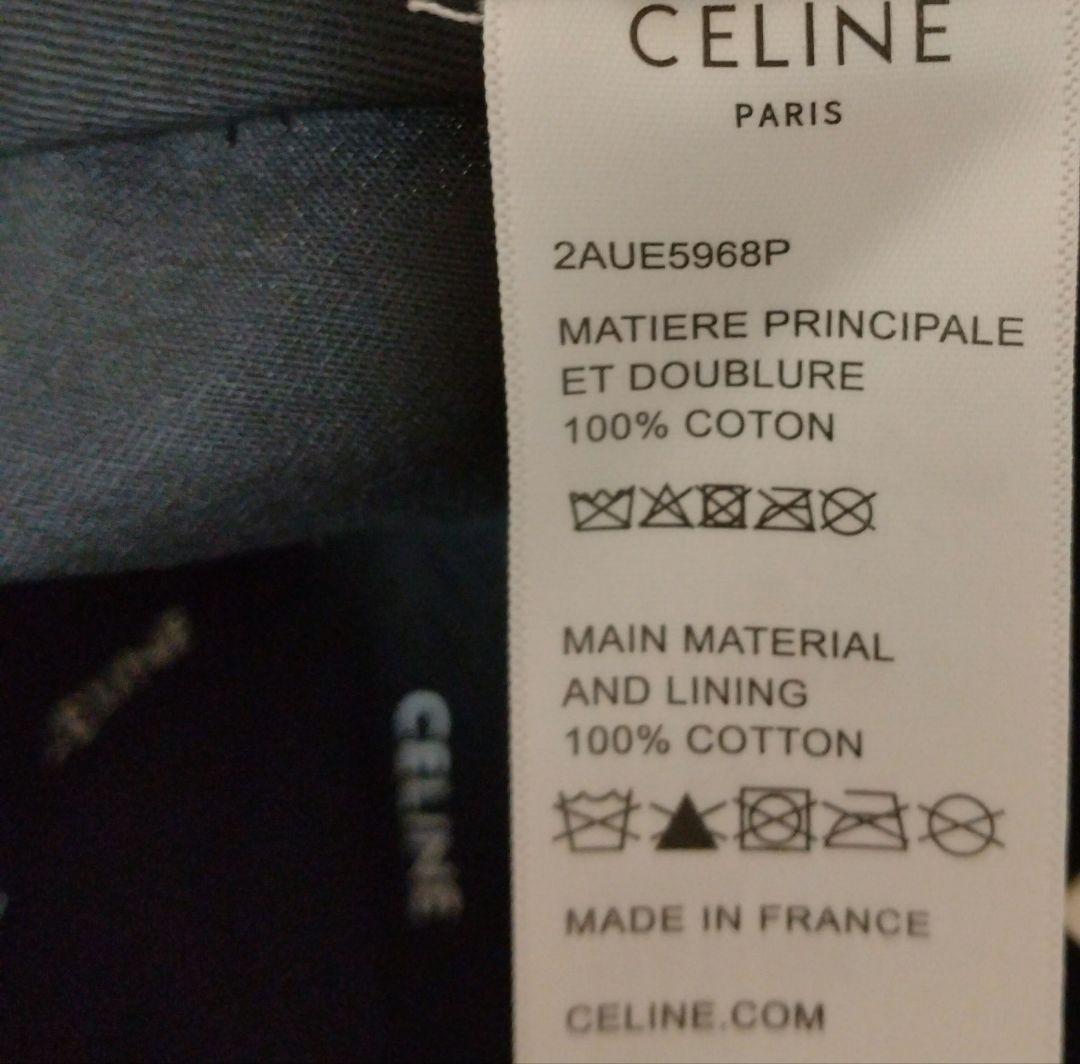 CELINE
PARIS
2AUE5968P
MATIERE PRINCIPALE
ET DOUBLURE
100% COTON
MAIN MATERIAL
AND LINING
100% COTTON
MADE IN FRANCE
CELINE.COM
CELINE